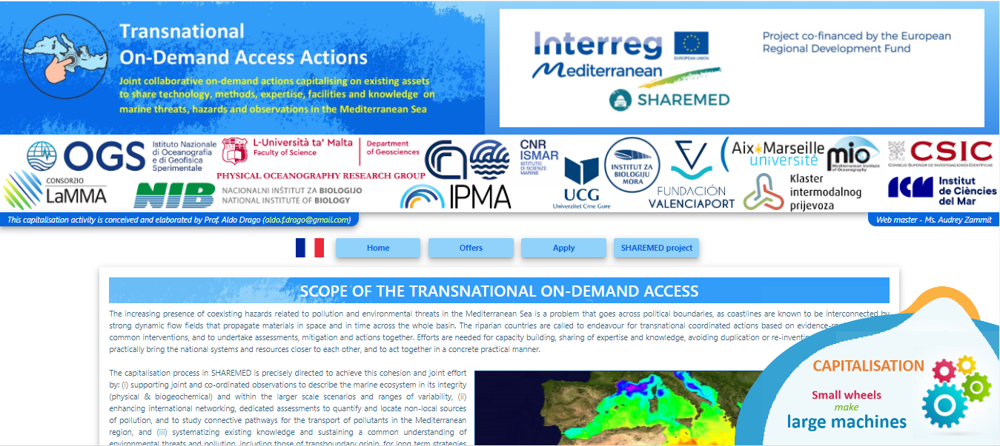 Transnational
On-Demand Access Actions
Joint collaborative on-demand actions capitalising on existing assets
to share technology, methods, expertise, facilities and knowledge on
marine threats, hazards and observations in the Mediterranean Sea
Interreg
EUROPEAN UNION
Mediterranean
SHAREMED
Project co-financed by the European
Regional Development Fund
OGS
Istituto Nazionale
di Oceanografia
e di Geofisica
Sperimentale
L-Università ta' Malta
Faculty of Science
Department
of Geosciences
PHYSICAL OCEANOGRAPHY RESEARCH GROUP
CNR
ISMAR
ISTITUTO
DI SCIENZE
MARINE
UCG
Univerzitet Crne Gore
INSTITUT ZA
BIOLOGIJU
MORA
FUNDACIÓN
VALENCIAPORT
Aix*Marseille
université
mio
Mediterranean Institute
of Oceanography
CSIC
CONSEJO SUPERIOR DE INVESTIGACIONES CIENTÍFICAS
CONSORZIO
LaMMA
NIB
NACIONALNI INŠTITUT ZA BIOLOGIJO
NATIONAL INSTITUTE OF BIOLOGY
IPMA
Klaster
intermodalnog
prijevoza
ICM
Institut
de Ciències
del Mar
This capitalisation activity is conceived and elaborated by Prof. Aldo Drago (aldo.f.drago@gmail.com)
Web master - Ms. Audrey Zammit
Home
Offers
Apply
SHAREMED project
SCOPE OF THE TRANSNATIONAL ON-DEMAND ACCESS
The increasing presence of coexisting hazards related to pollution and environmental threats in the Mediterranean Sea is a problem that goes across political boundaries, as coastlines are known to be interconnected by
strong dynamic flow fields that propagate materials in space and in time across the whole basin. The riparian countries are called to endeavour for transnational coordinated actions based on
common interventions, and to undertake assessments, mitigation and actions together. Efforts are needed for capacity building, sharing of expertise and knowledge, avoiding duplication or
practically bring the national systems and resources closer to each other, and to act together in a concrete practical manner.
The capitalisation process in SHAREMED is precisely directed to achieve this cohesion and joint effort
by: (i) supporting joint and co-ordinated observations to describe the marine ecosystem in its integrity
(physical & biogeochemical) and within the larger scale scenarios and ranges of variability, (ii)
enhancing international networking, dedicated assessments to quantify and locate non-local sources
of pollution, and to study connective pathways for the transport of pollutants in the Mediterranean
region, and (iii) systematizing existing knowledge and sustaining a common understanding of
environmental threats and pollution, including those of transboundary origin, for long term strategies
CAPITALISATION
Small wheels
make
large machines